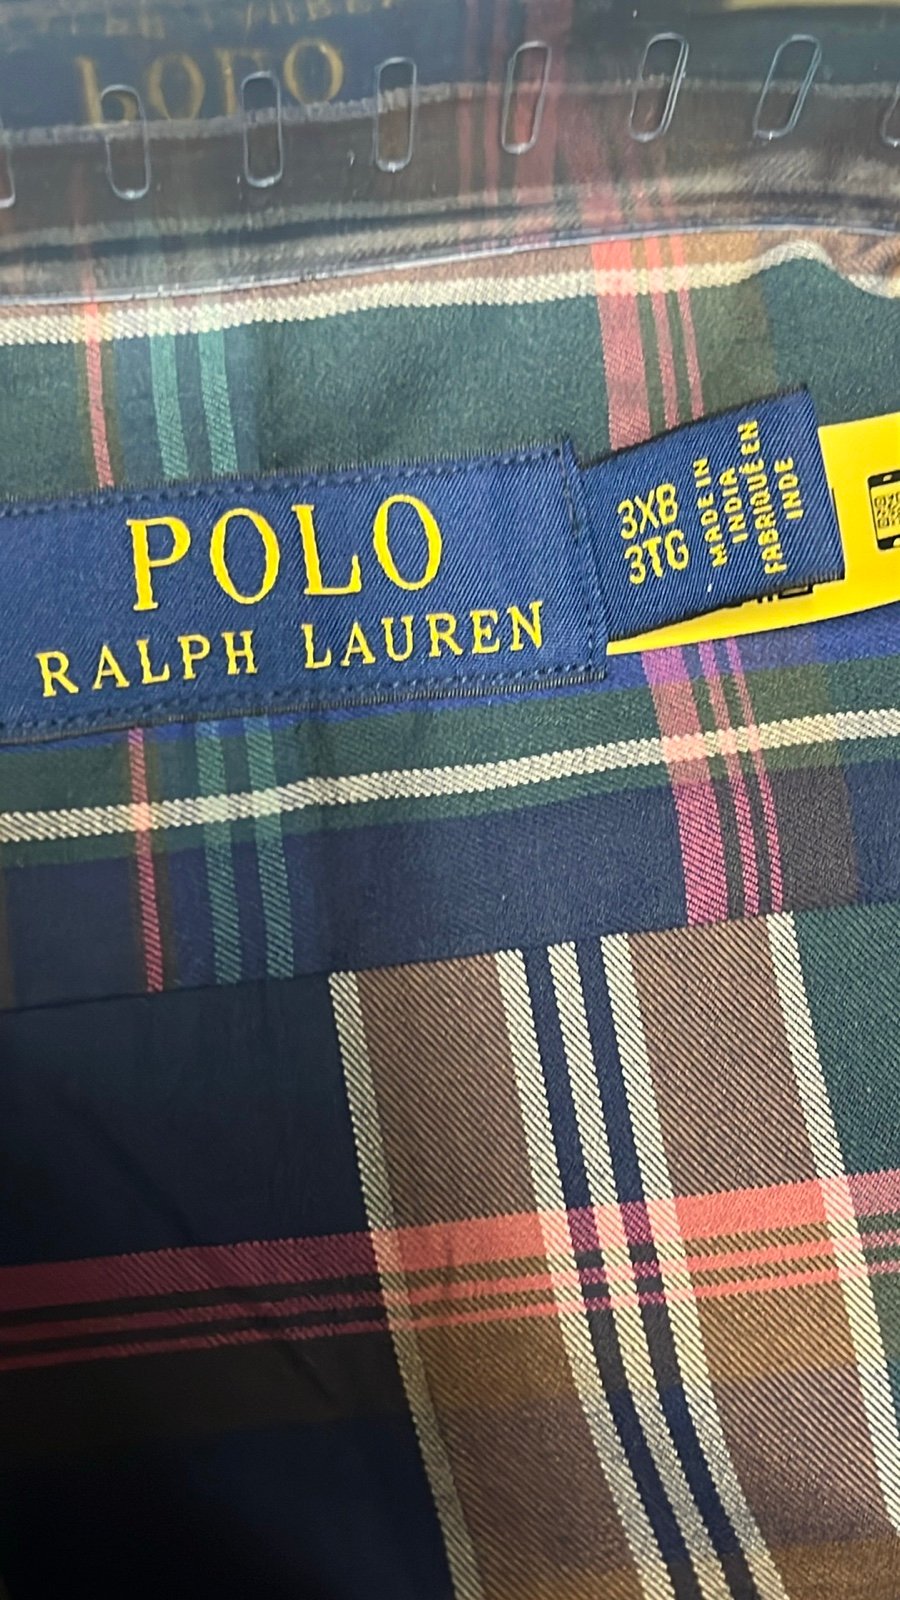 POLO
POLO
RALPH LAUREN
3XB
3TG
MADE IN
INDIA
FABRIQUÉ EN
INDE